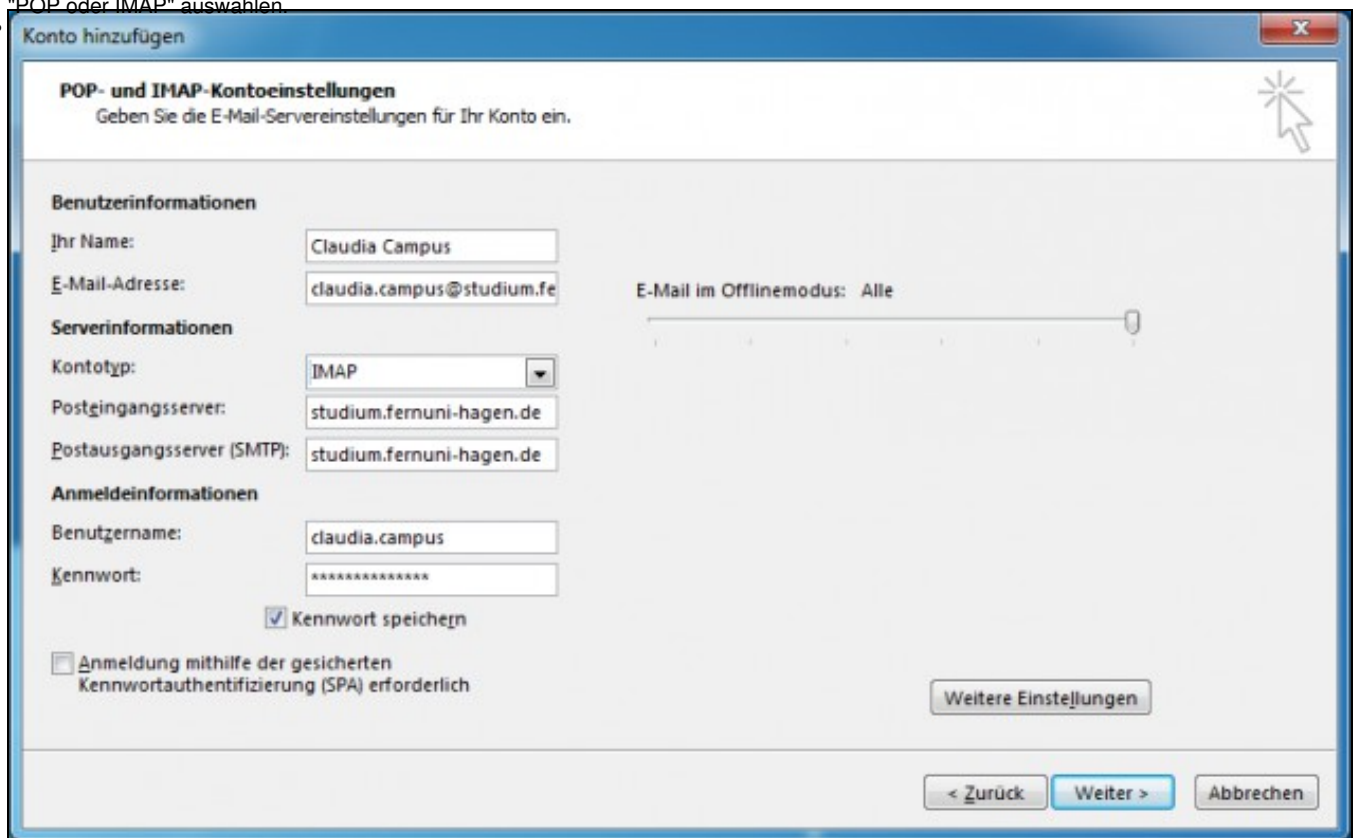 "POP oder IMAP" auswählen.
Konto hinzufügen
POP- und IMAP-Kontoeinstellungen
Geben Sie die E-Mail-Servereinstellungen für Ihr Konto ein.
Benutzerinformationen
Ihr Name: Claudia Campus
E-Mail-Adresse: claudia.campus@studium.fe
E-Mail im Offlinemodus: Alle
Serverinformationen
Kontotyp: IMAP
Posteingangsserver: studium.fernuni-hagen.de
Postausgangsserver (SMTP): studium.fernuni-hagen.de
Anmeldeinformationen
Benutzername: claudia.campus
Kennwort: **************
Kennwort speichern
Anmeldung mithilfe der gesicherten
Kennwortauthentifizierung (SPA) erforderlich
Weitere Einstellungen
< Zurück Weiter > Abbrechen